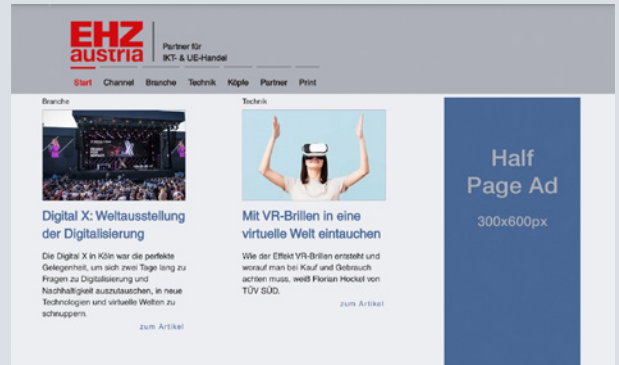 EHZ
austria
Partner für
IKT- & UE-Handel
Start Channel Branche Technik Köpfe Partner Print
Branche
Digital X: Weltausstellung
der Digitalisierung
Die Digital X in Köln war die perfekte
Gelegenheit, um sich zwei Tage lang zu
Fragen zu Digitalisierung und
Nachhaltigkeit auszutauschen, in neue
Technologien und virtuelle Welten zu
schnuppern.
zum Artikel
Technik
Mit VR-Brillen in eine
virtuelle Welt eintauchen
Wie der Effekt VR-Brillen entsteht und
worauf man bei Kauf und Gebrauch
achten muss, weiß Florian Hockel von
TÜV SÜD.
zum Artikel
Half
Page Ad
300x600px